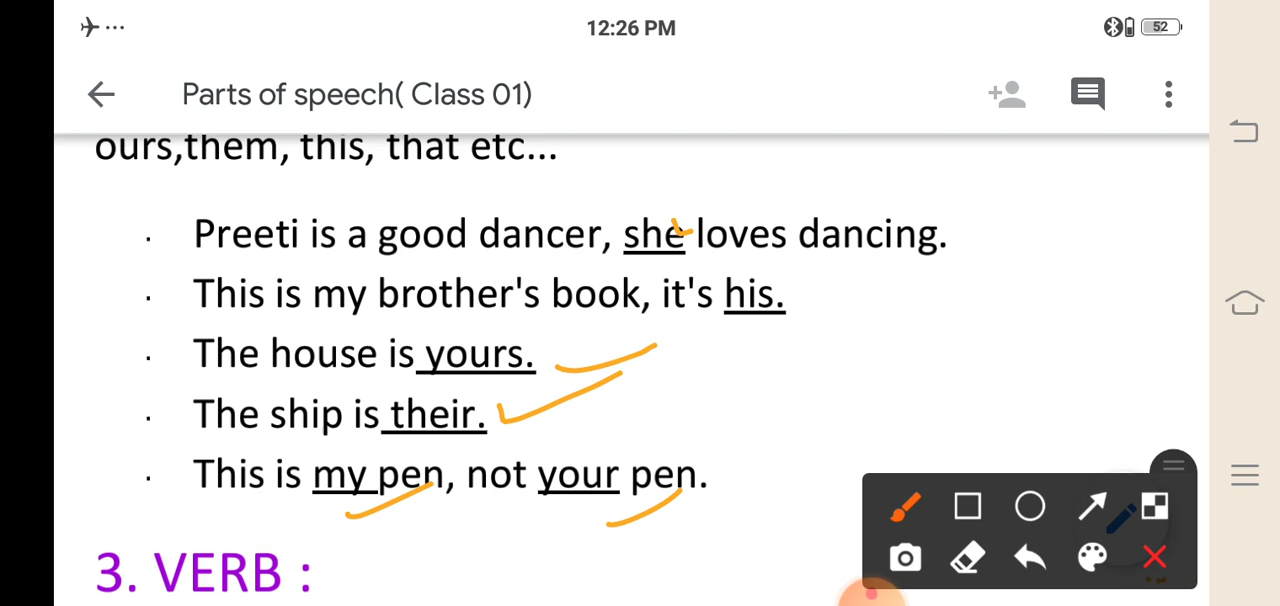 12:26 PM
52
Parts of speech( Class 01)
ours,them, this, that etc...
· Preeti is a good dancer, she loves dancing.
· This is my brother's book, it's his.
· The house is yours.
· The ship is their.
· This is my pen, not your pen.
3. VERB :